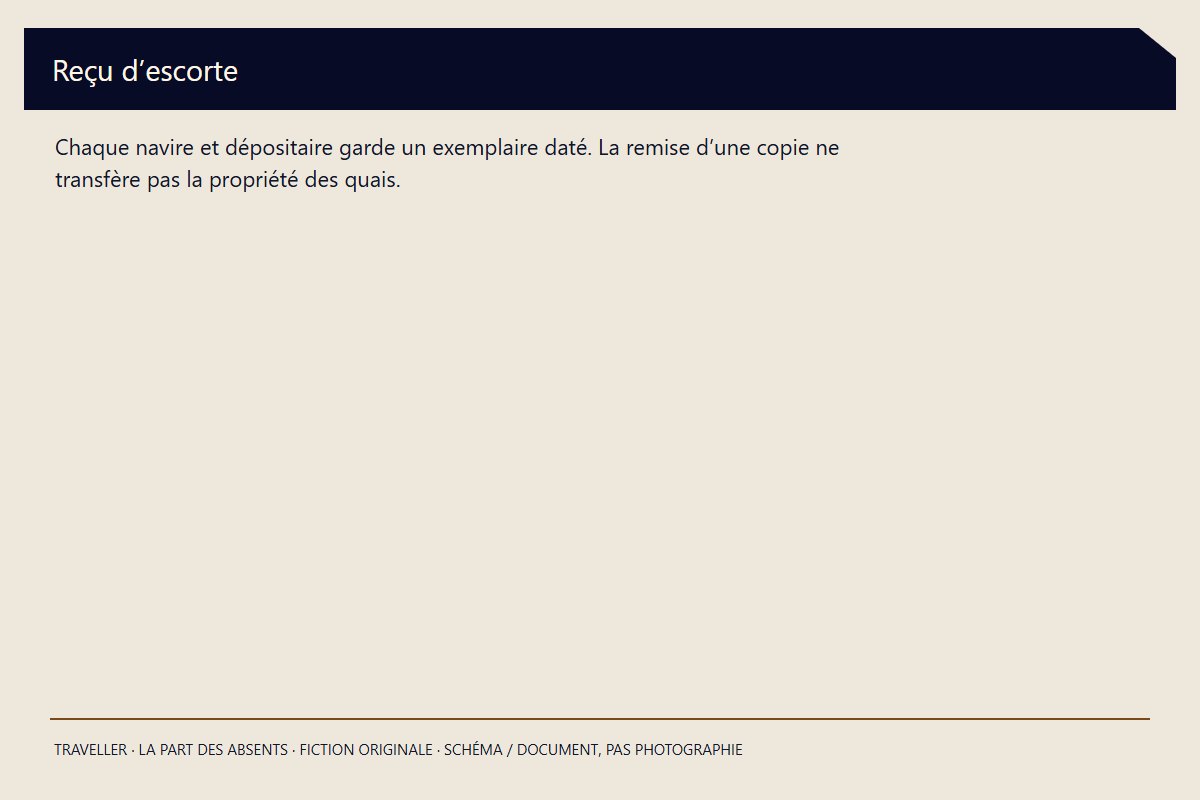 Reçu d’escorte
Chaque navire et dépositaire garde un exemplaire daté. La remise d’une copie ne
transfère pas la propriété des quais.
TRAVELLER · LA PART DES ABSENTS · FICTION ORIGINALE · SCHÉMA / DOCUMENT, PAS PHOTOGRAPHIE